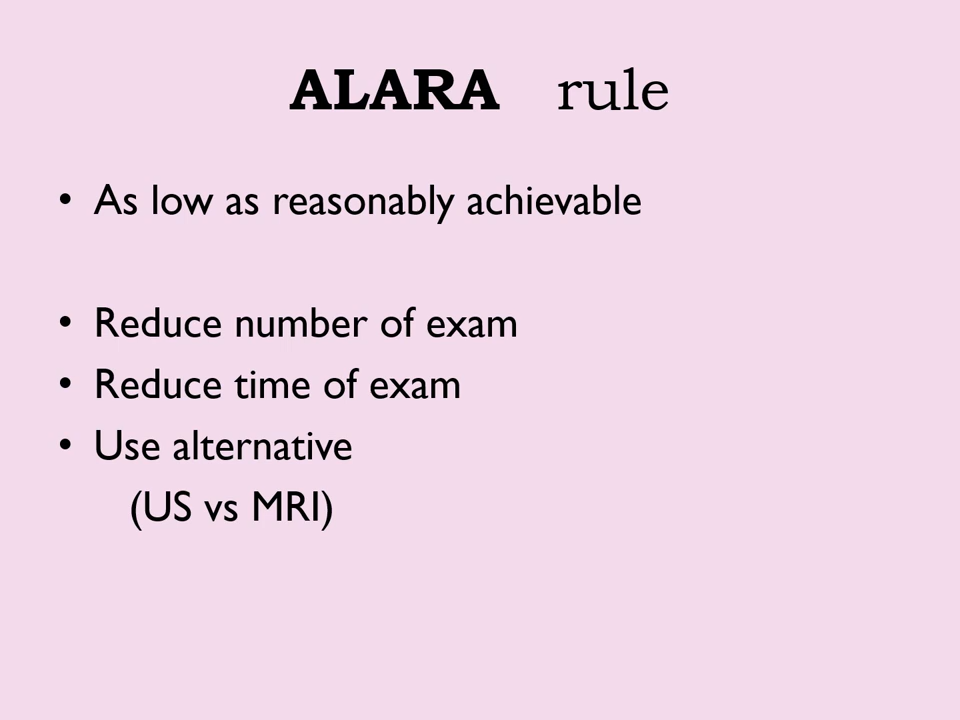 ALARA rule
• As low as reasonably achievable
• Reduce number of exam
• Reduce time of exam
• Use alternative
(US vs MRI)